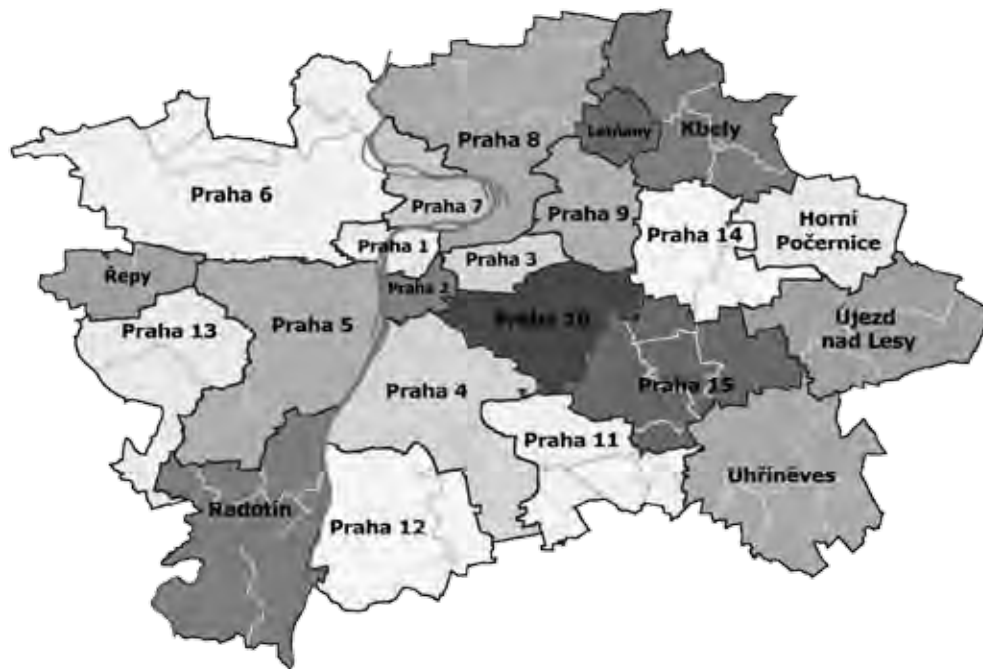 Letňany
Kbely
Praha 8
Praha 6
Praha 7
Praha 9
Horní
Počernice
Praha 14
Praha 1
Praha 3
Řepy
Praha 2
Praha 10
Praha 13
Praha 5
Újezd
nad Lesy
Praha 4
Praha 15
Praha 11
Uhříněves
Radotín
Praha 12